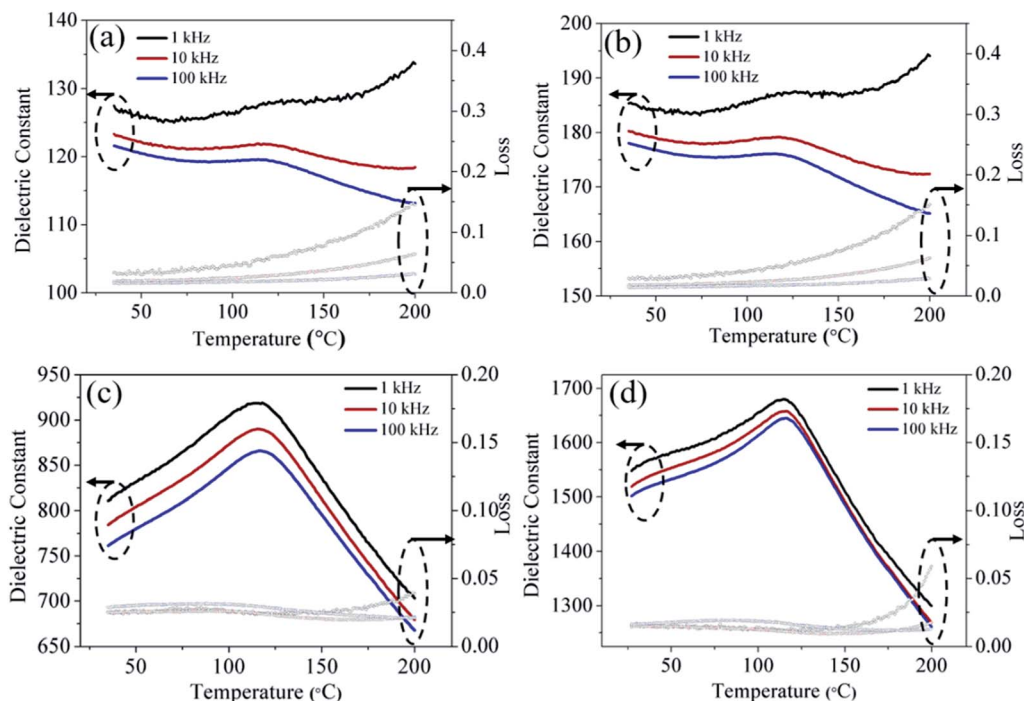 (a)
1 kHz
10 kHz
100 kHz
140
130
120
110
100
Dielectric Constant
0.4
0.3
0.2
0.1
0.0
Loss
50
100
150
200
Temperature (°C)
(b)
1 kHz
10 kHz
100 kHz
200
190
180
170
160
150
Dielectric Constant
0.4
0.3
0.2
0.1
0.0
Loss
50
100
150
200
Temperature (°C)
(c)
1 kHz
10 kHz
100 kHz
950
900
850
800
750
700
650
Dielectric Constant
0.20
0.15
0.10
0.05
0.00
Loss
50
100
150
200
Temperature (°C)
(d)
1 kHz
10 kHz
100 kHz
1700
1600
1500
1400
1300
Dielectric Constant
0.20
0.15
0.10
0.05
0.00
Loss
50
100
150
200
Temperature (°C)